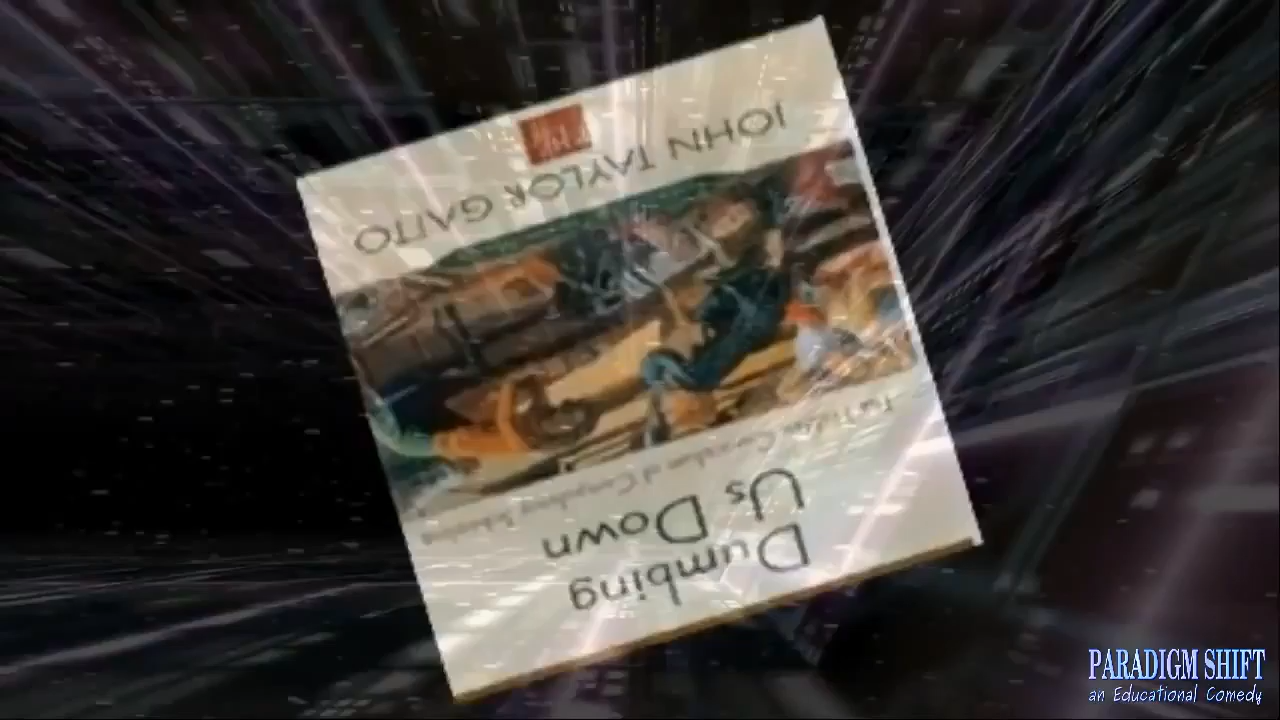 Dumbing
Us Down
JOHN TAYLOR GATTO
PARADIGM SHIFT
an Educational Comedy